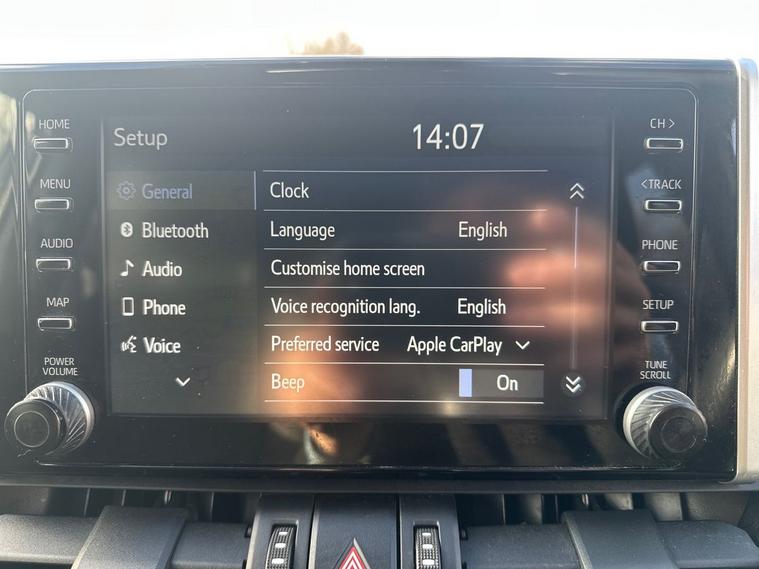 HOME
MENU
AUDIO
MAP
POWER
VOLUME
Setup
14:07
General
Bluetooth
Audio
Phone
Voice
Clock
Language English
Customise home screen
Voice recognition lang. English
Preferred service Apple CarPlay
Beep On
CH >
< TRACK
PHONE
SETUP
TUNE
SCROLL